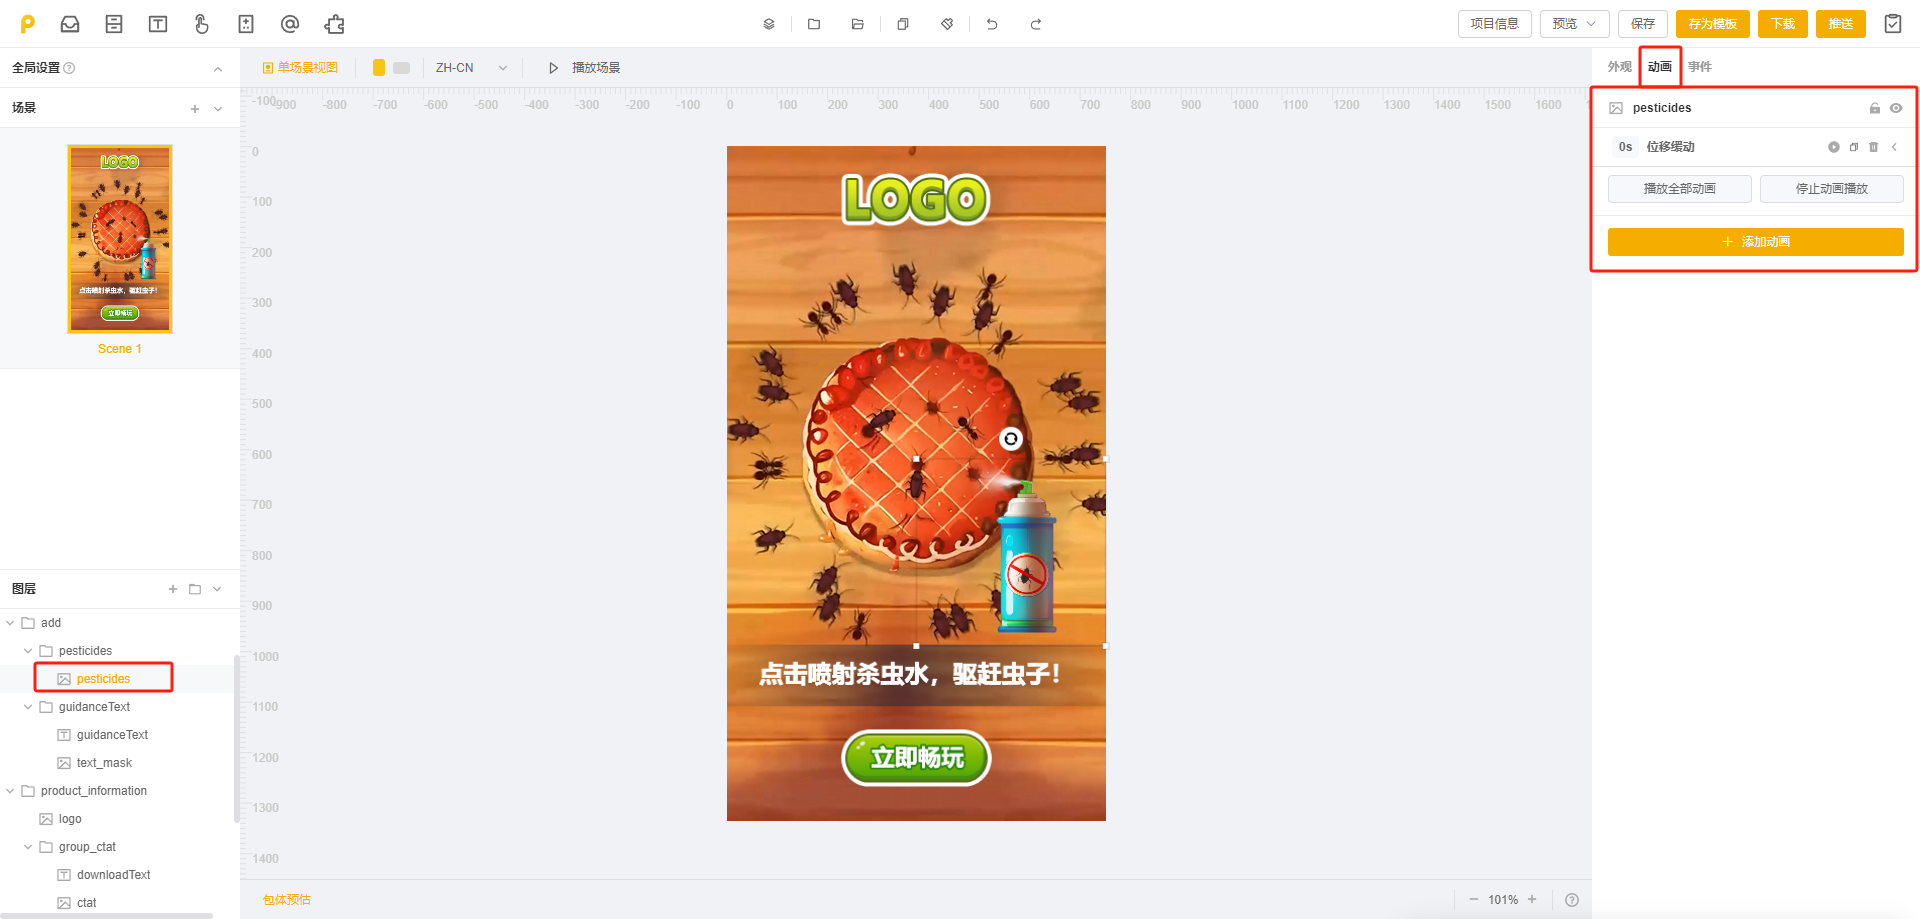 项目信息
预览
保存
存为模板
下载
推送
全局设置
单场景视图
ZH-CN
播放场景
外观
动画
事件
场景
-100
-900
-800
-700
-600
-500
-400
-300
-200
-100
0
100
200
300
400
500
600
700
800
900
1000
1100
1200
1300
1400
1500
1600
pesticides
0s
位移缓动
播放全部动画
停止动画播放
添加动画
LOGO
点击喷射杀虫水，驱赶虫子！
立即畅玩
Scene 1
0
100
200
300
400
500
600
700
800
900
1000
1100
1200
1300
1400
LOGO
点击喷射杀虫水，驱赶虫子！
立即畅玩
图层
add
pesticides
pesticides
guidanceText
guidanceText
text_mask
product_information
logo
group_ctat
downloadText
ctat
包体预估
101%